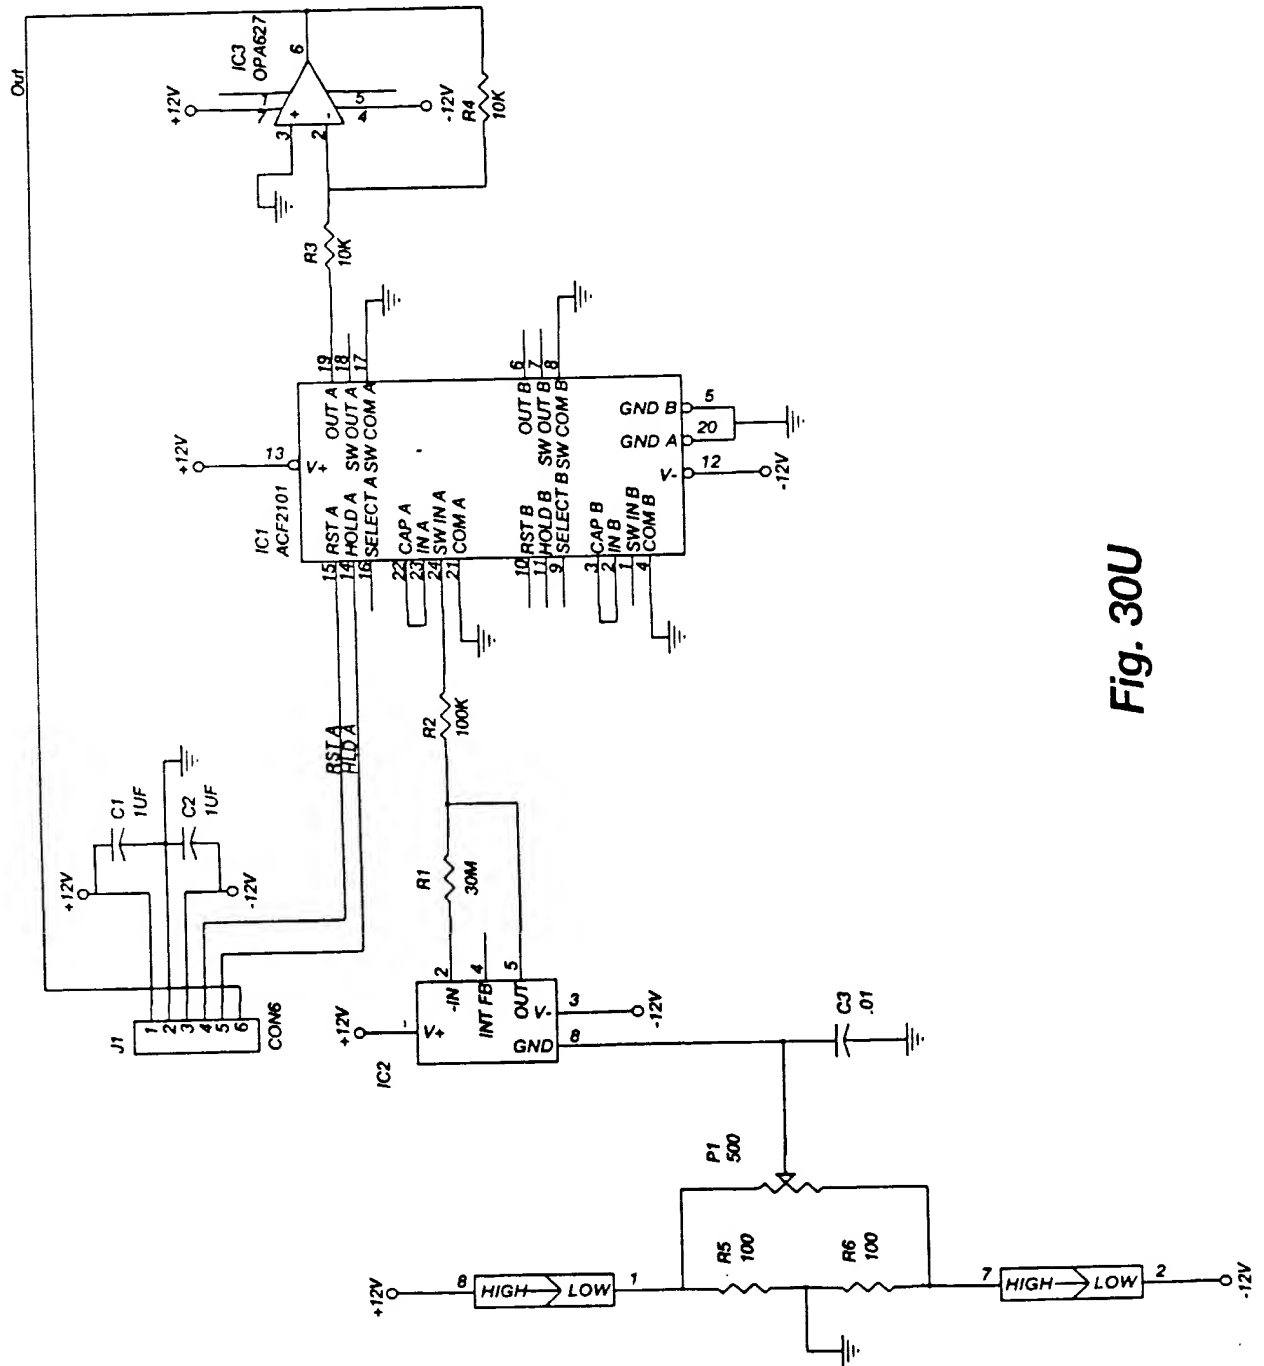 Out
IC3
OPA627
+12V
1
7
6
5
4
-12V
3
+
-
2
R4
10K
R3
10K
+12V
13
V+
IC1
ACF2101
19
18
17
OUT A
SW OUT A
SW COM A
6
7
8
OUT B
SW OUT B
SW COM B
GND B
5
GND A
20
V-
12
-12V
RST A
HOLD A
SELECT A
CAP A
IN A
SW IN A
COM A
15
14
16
22
23
24
21
RST B
HOLD B
SELECT B
CAP B
IN B
SW IN B
COM B
10
11
9
3
2
1
4
R2
100K
RST A
HLD A
C1
1UF
C2
1UF
+12V
-12V
J1
1
2
3
4
5
6
CON6
R1
30M
+12V
1
V+
IC2
2
4
5
-IN
INT FB
OUT
V-
3
-12V
GND
8
C3
.01
P1
500
R5
100
R6
100
+12V
8
HIGH
LOW
1
7
HIGH
LOW
2
-12V
Fig. 30U